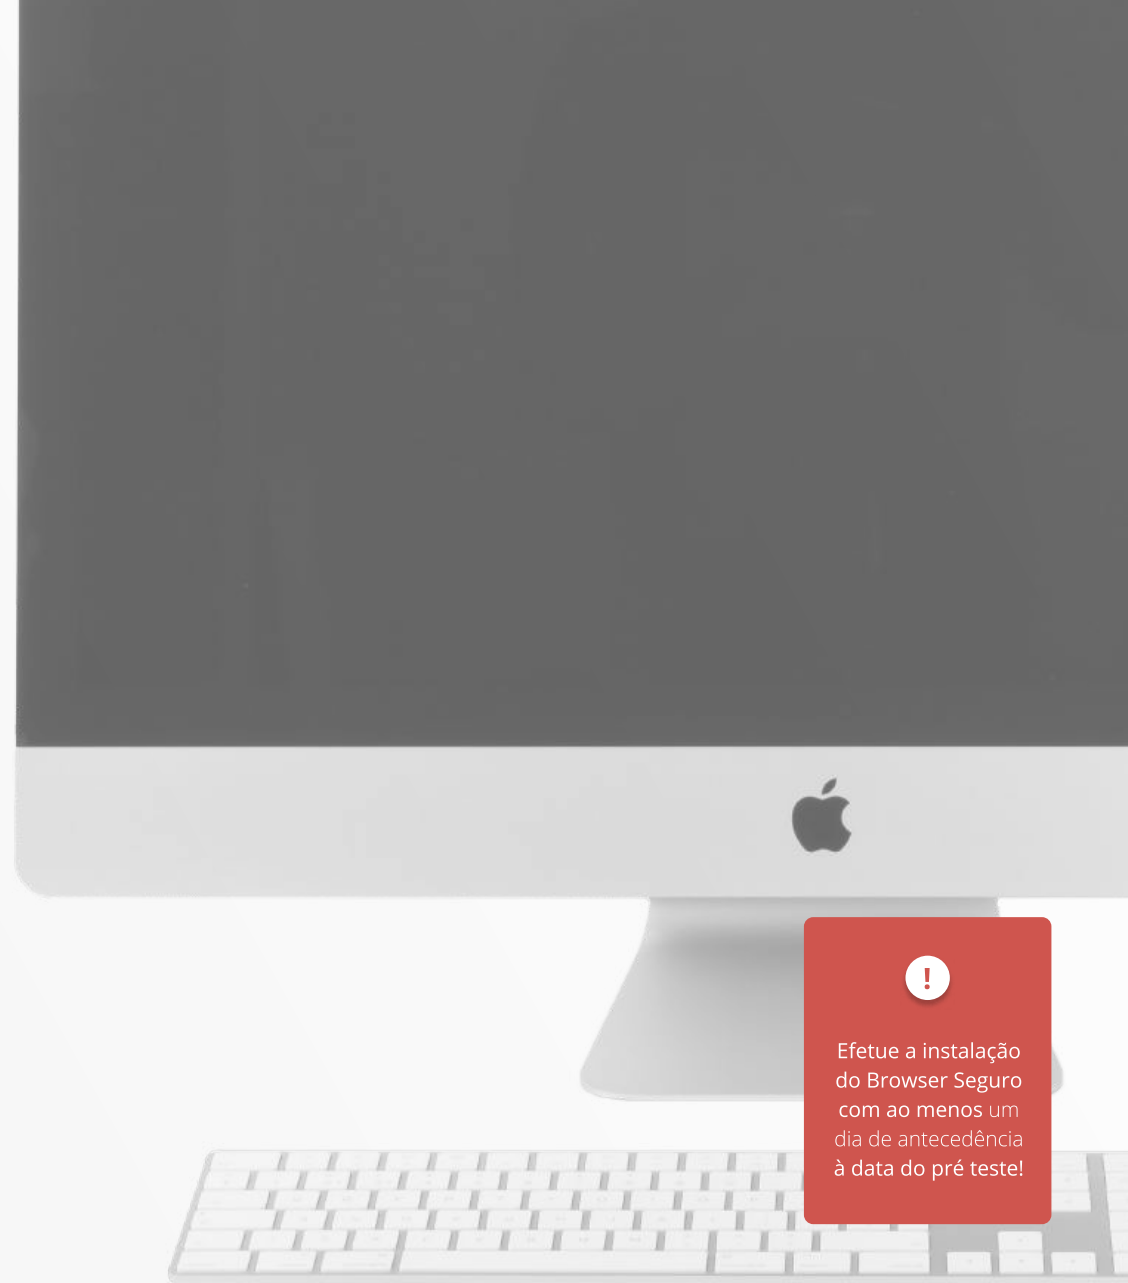 !
Efetue a instalação
do Browser Seguro
com ao menos um
dia de antecedência
à data do pré teste!